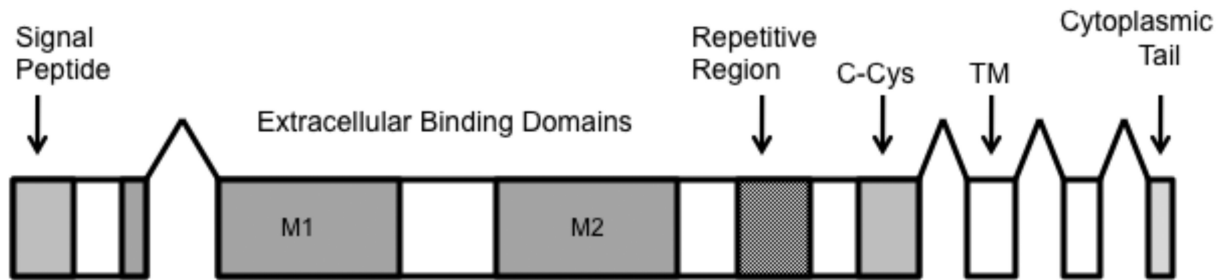 Signal
Peptide
Extracellular Binding Domains
Repetitive
Region
C-Cys
TM
Cytoplasmic
Tail
M1
M2